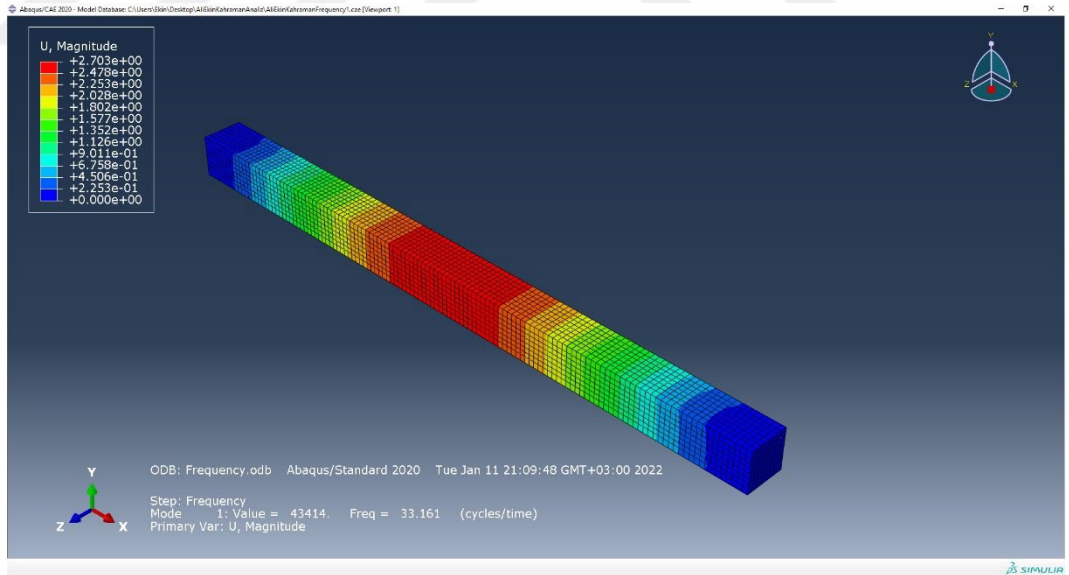 Abaqus/CAE 2020 - Model Database: C:\Users\Ekin\Desktop\AliEkinKahramanAnaliz\AliEkinKahramanFrequency1.cae [Viewport: 1]
U, Magnitude
+2.703e+00
+2.478e+00
+2.253e+00
+2.028e+00
+1.802e+00
+1.577e+00
+1.352e+00
+1.126e+00
+9.011e-01
+6.758e-01
+4.506e-01
+2.253e-01
+0.000e+00
Y
Z X
ODB: Frequency.odb Abaqus/Standard 2020 Tue Jan 11 21:09:48 GMT+03:00 2022
Step: Frequency
Mode 1: Value = 43414. Freq = 33.161 (cycles/time)
Primary Var: U, Magnitude
Y
Z X
SIMULIA